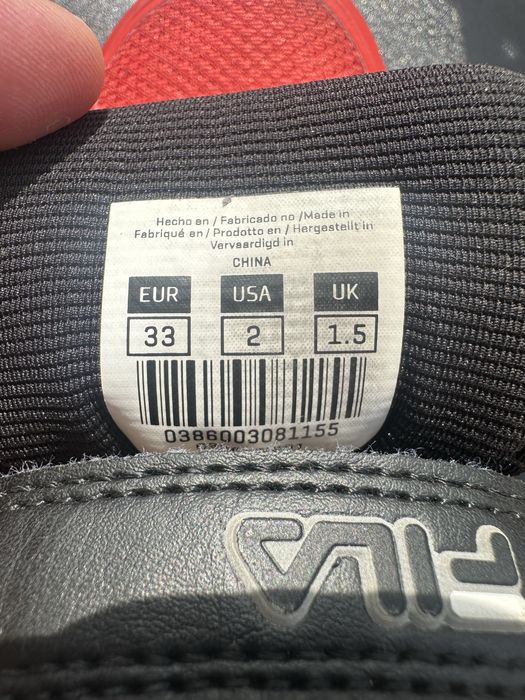 Hecho en / Fabricado no /Made in
Fabriqué en / Prodotto en / Hergestellt in
Vervaardigd in
CHINA
EUR USA UK
33 2 1.5
0386003081155
FILA